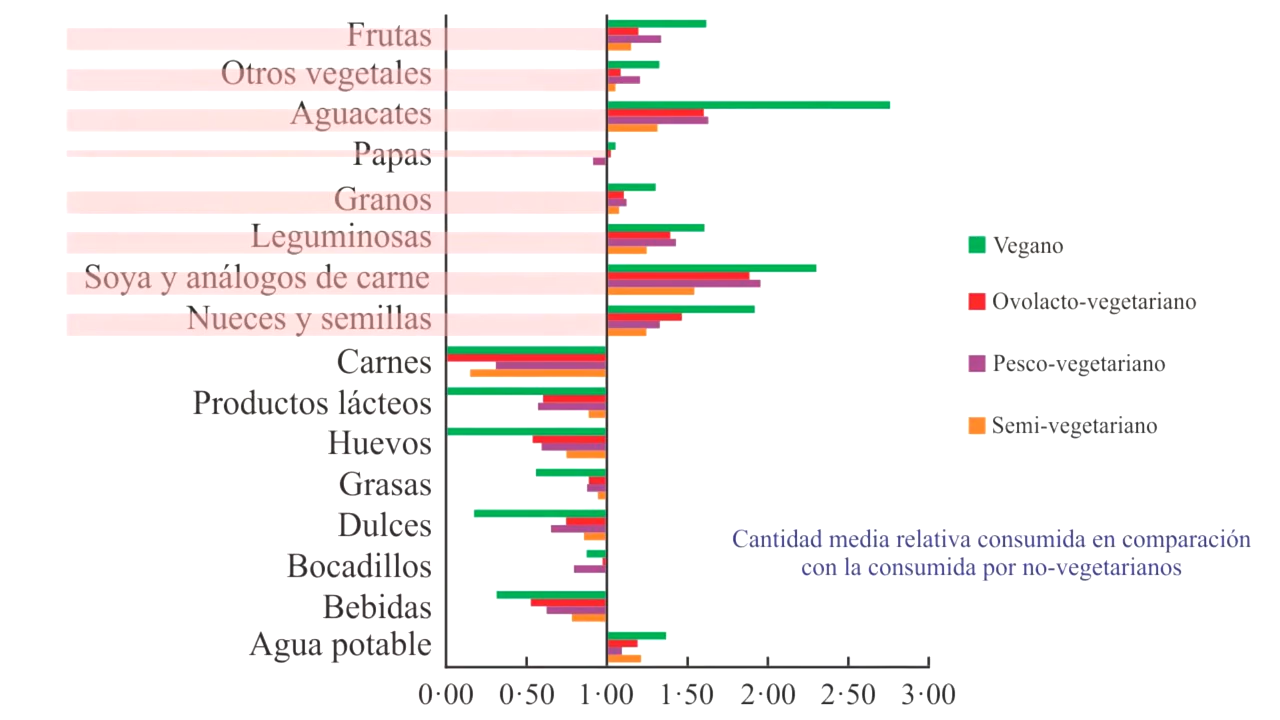 Frutas
Otros vegetales
Aguacates
Papas
Granos
Leguminosas
Soya y análogos de carne
Nueces y semillas
Carnes
Productos lácteos
Huevos
Grasas
Dulces
Bocadillos
Bebidas
Agua potable
0·00 0·50 1·00 1·50 2·00 2·50 3·00
Vegano
Ovolacto-vegetariano
Pesco-vegetariano
Semi-vegetariano
Cantidad media relativa consumida en comparación
con la consumida por no-vegetarianos